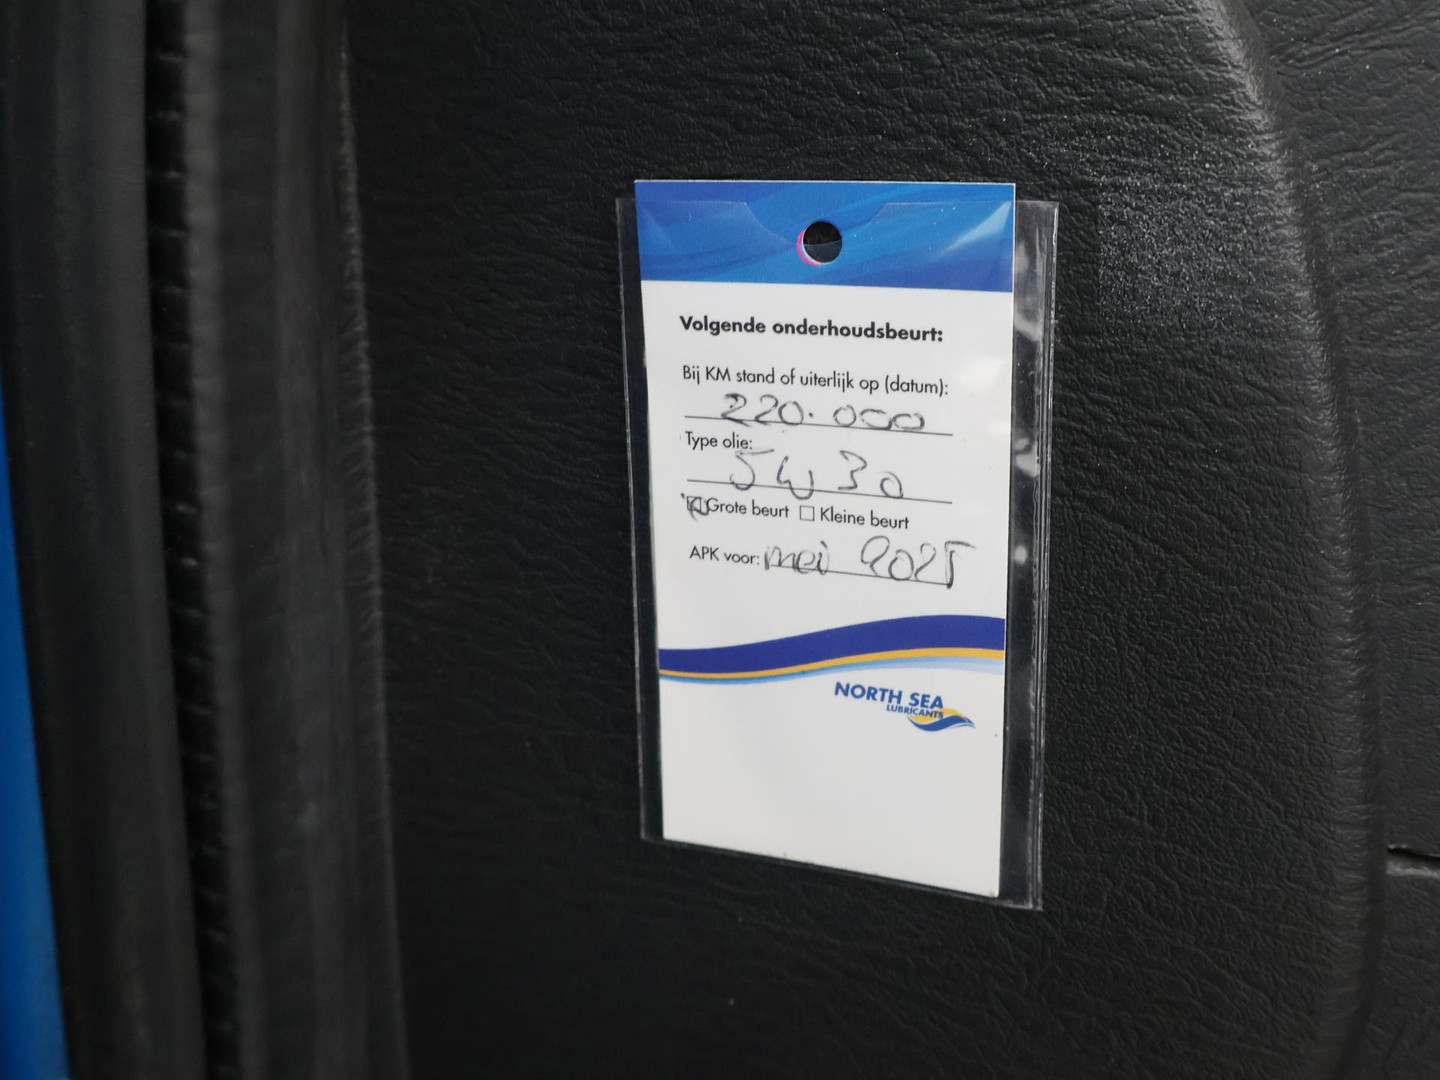 Volgende onderhoudsbeurt:
Bij KM stand of uiterlijk op (datum):
220.000
Type olie:
5W30
Grote beurt Kleine beurt
APK voor: mei 2025
NORTH SEA
LUBRICANTS